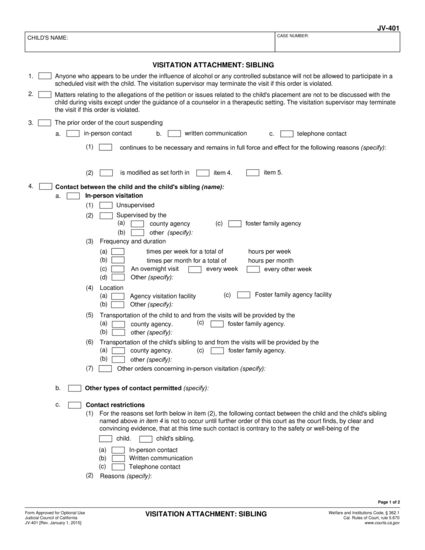 JV-401
CHILD'S NAME:
CASE NUMBER:
VISITATION ATTACHMENT: SIBLING
1. Anyone who appears to be under the influence of alcohol or any controlled substance will not be allowed to participate in a
scheduled visit with the child. The visitation supervisor may terminate the visit if this order is violated.
2. Matters relating to the allegations of the petition or issues related to the child's placement are not to be discussed with the
child during visits except under the guidance of a counselor in a therapeutic setting. The visitation supervisor may terminate
the visit if this order is violated.
3. The prior order of the court suspending
a. in-person contact b. written communication c. telephone contact
(1) continues to be necessary and remains in full force and effect for the following reasons (specify):
(2) is modified as set forth in item 4. item 5.
4. Contact between the child and the child's sibling (name):
a. In-person visitation
(1) Unsupervised
(2) Supervised by the
(a) county agency (c) foster family agency
(b) other (specify):
(3) Frequency and duration
(a) times per week for a total of hours per week
(b) times per month for a total of hours per month
(c) An overnight visit every week every other week
(d) Other (specify):
(4) Location
(a) Agency visitation facility (c) Foster family agency facility
(b) Other (specify):
(5) Transportation of the child to and from the visits will be provided by the
(a) county agency. (c) foster family agency.
(b) other (specify):
(6) Transportation of the child's sibling to and from the visits will be provided by the
(a) county agency. (c) foster family agency.
(b) other (specify):
(7) Other orders concerning in-person visitation (specify):
b. Other types of contact permitted (specify):
c. Contact restrictions
(1) For the reasons set forth below in item (2), the following contact between the child and the child's sibling
named above in item 4 is not to occur until further order of this court as the court finds, by clear and
convincing evidence, that at this time such contact is contrary to the safety or well-being of the
child. child's sibling.
(a) In-person contact
(b) Written communication
(c) Telephone contact
(2) Reasons (specify):
Page 1 of 2
Form Approved for Optional Use
Judicial Council of California
JV-401 [Rev. January 1, 2015]
VISITATION ATTACHMENT: SIBLING
Welfare and Institutions Code, § 362.1
Cal. Rules of Court, rule 5.670
www.courts.ca.gov